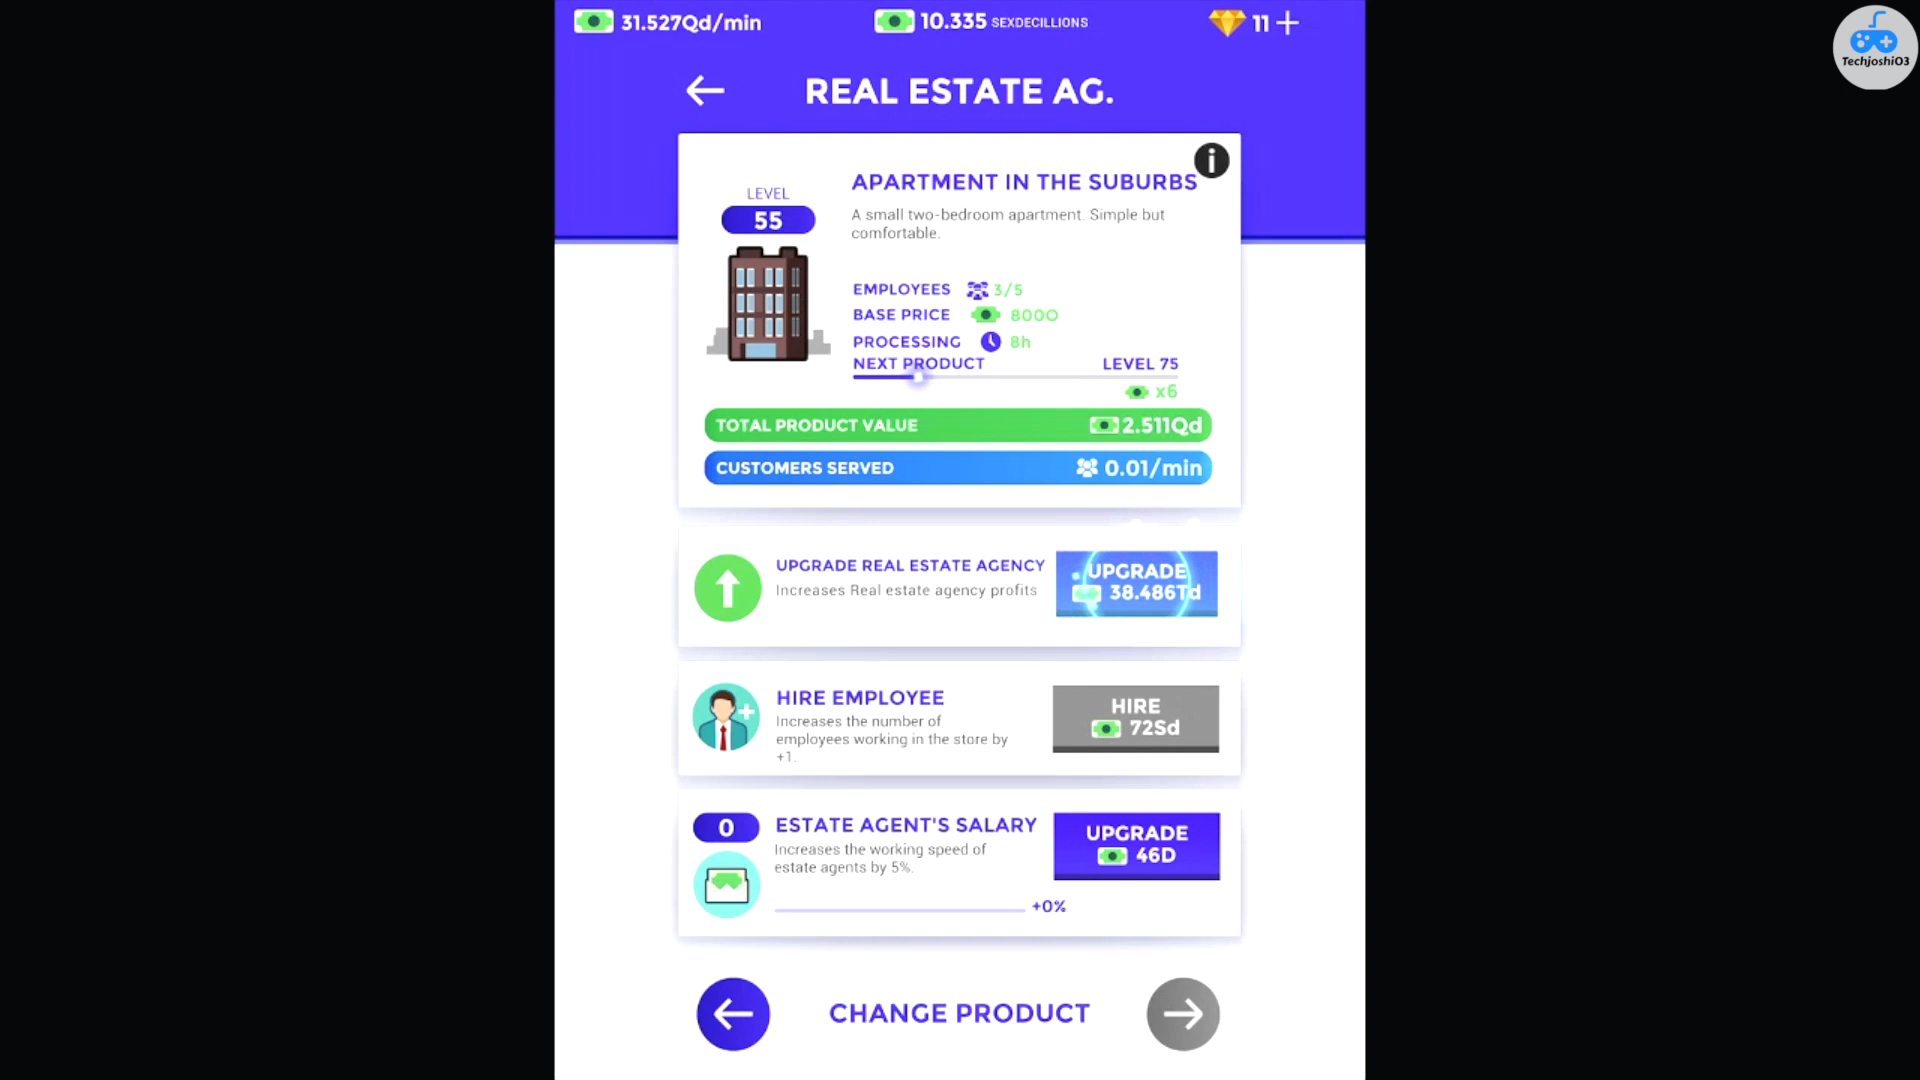 31.527Qd/min
10.335 SEXDECILLIONS
11
TechjoshiO3
REAL ESTATE AG.
LEVEL
55
APARTMENT IN THE SUBURBS
A small two-bedroom apartment. Simple but
comfortable.
EMPLOYEES 3/5
BASE PRICE 800O
PROCESSING 8h
NEXT PRODUCT LEVEL 75
x6
TOTAL PRODUCT VALUE 2.511Qd
CUSTOMERS SERVED 0.01/min
UPGRADE REAL ESTATE AGENCY
Increases Real estate agency profits
UPGRADE
38.486Td
HIRE EMPLOYEE
Increases the number of
employees working in the store by
+1.
HIRE
72Sd
0
ESTATE AGENT'S SALARY
Increases the working speed of
estate agents by 5%.
UPGRADE
46D
+0%
CHANGE PRODUCT